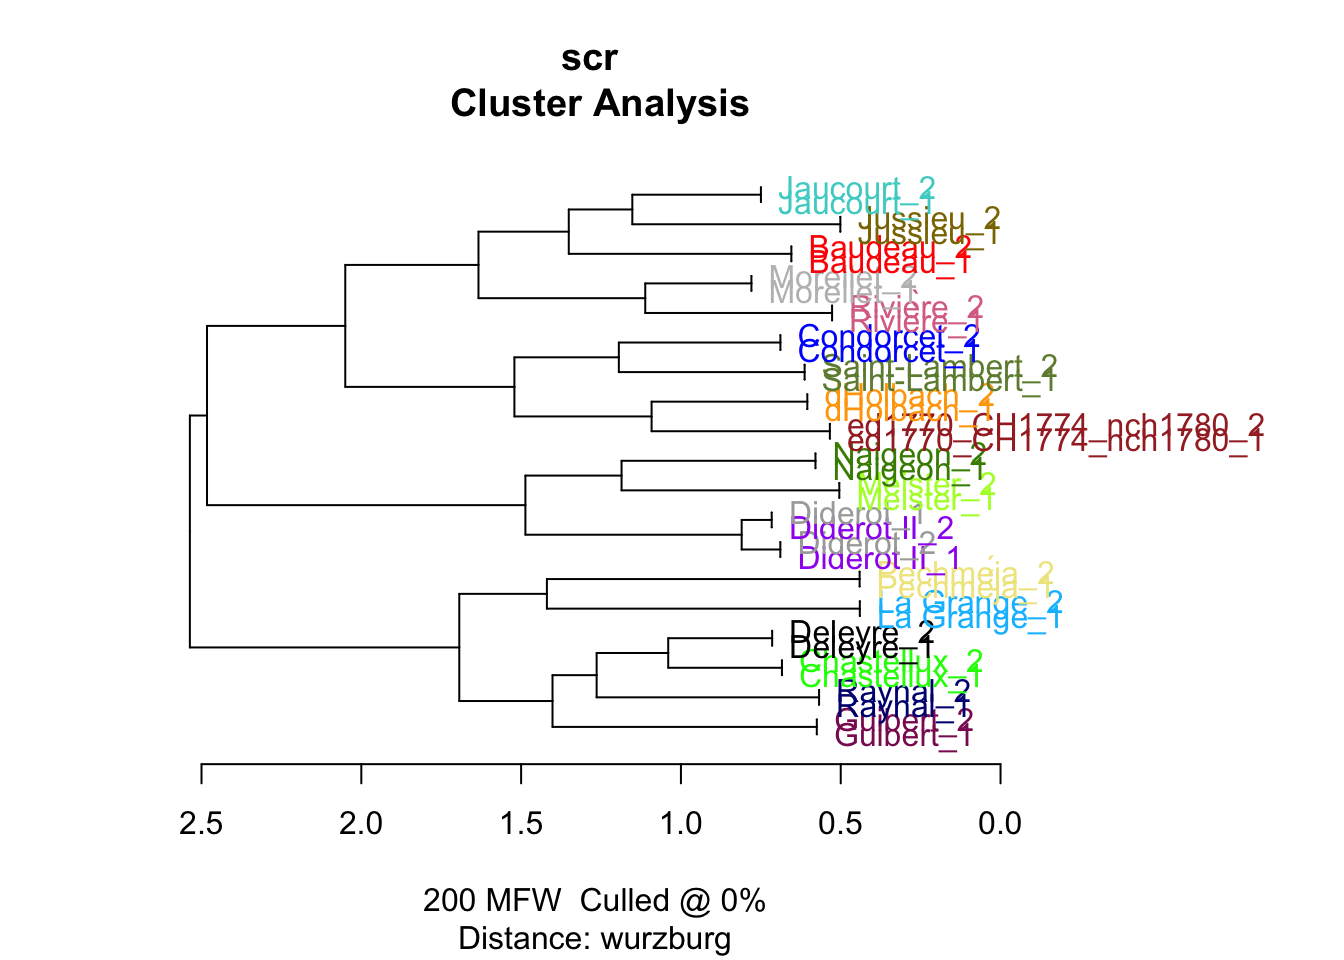 scr
Cluster Analysis
Jaucourt_2
Jaucourt_1
Jussieu_2
Jussieu_1
Baudeau_2
Baudeau_1
Morellet_2
Morellet_1
Rivière_2
Rivière_1
Condorcet_2
Condorcet_1
Saint-Lambert_2
Saint-Lambert_1
dHolbach_2
dHolbach_1
ed1770_CH1774_nch1780_2
ed1770_CH1774_nch1780_1
Naigeon_2
Naigeon_1
Meister_2
Meister_1
Diderot_1
Diderot II_2
Diderot_2
Diderot II_1
Pechméja_2
Pechméja_1
La Grange_2
La Grange_1
Deleyre_2
Deleyre_1
Chastellux_2
Chastellux_1
Raynal_2
Raynal_1
Guibert_2
Guibert_1
2.5 2.0 1.5 1.0 0.5 0.0
200 MFW Culled @ 0%
Distance: wurzburg